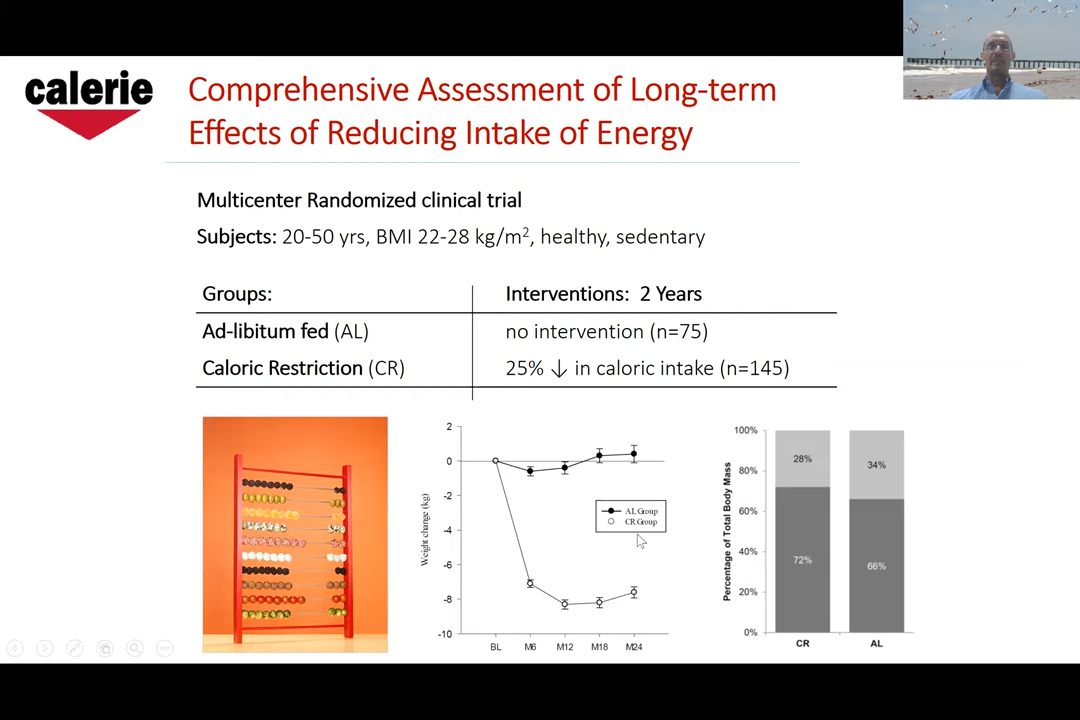 calerie
Comprehensive Assessment of Long-term
Effects of Reducing Intake of Energy
Multicenter Randomized clinical trial
Subjects: 20-50 yrs, BMI 22-28 kg/m², healthy, sedentary
Groups:
Interventions: 2 Years
Ad-libitum fed (AL)
no intervention (n=75)
Caloric Restriction (CR)
25% ↓ in caloric intake (n=145)
Weight change (kg)
2
0
-2
-4
-6
-8
-10
BL M6 M12 M18 M24
AL Group
CR Group
Percentage of Total Body Mass
100%
80%
60%
40%
20%
0%
28%
72%
34%
66%
CR AL